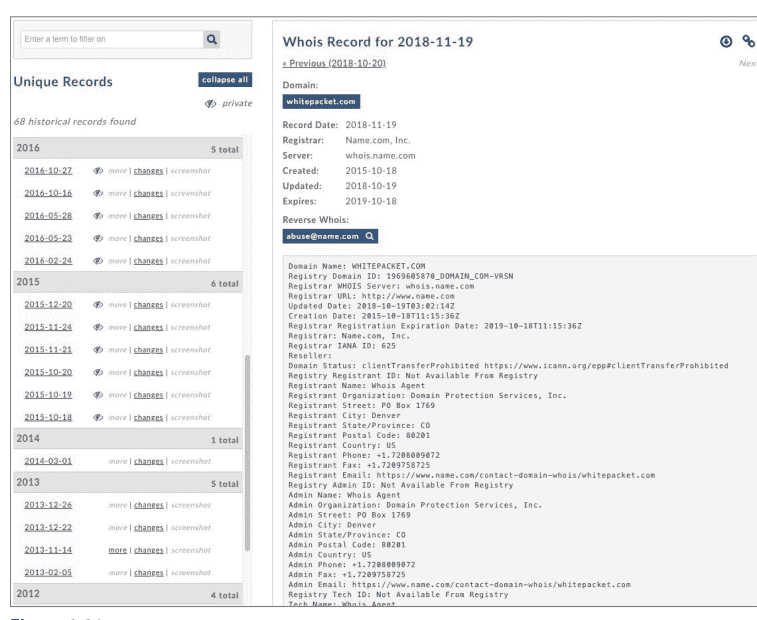 Enter a term to filter on
Unique Records
collapse all
private
68 historical records found
2016 5 total
2016-10-27 more | changes | screenshot
2016-10-16 more | changes | screenshot
2016-05-28 more | changes | screenshot
2016-05-23 more | changes | screenshot
2016-02-24 more | changes | screenshot
2015 6 total
2015-12-20 more | changes | screenshot
2015-11-24 more | changes | screenshot
2015-11-21 more | changes | screenshot
2015-10-20 more | changes | screenshot
2015-10-19 more | changes | screenshot
2015-10-18 more | changes | screenshot
2014 1 total
2014-03-01 more | changes | screenshot
2013 5 total
2013-12-26 more | changes | screenshot
2013-12-22 more | changes | screenshot
2013-11-14 more | changes | screenshot
2013-02-05 more | changes | screenshot
2012 4 total
Whois Record for 2018-11-19
« Previous (2018-10-20) Next
Domain:
whitepacket.com
Record Date: 2018-11-19
Registrar: Name.com, Inc.
Server: whois.name.com
Created: 2015-10-18
Updated: 2018-10-19
Expires: 2019-10-18
Reverse Whois:
abuse@name.com
Domain Name: WHITEPACKET.COM
Registry Domain ID: 1969605870_DOMAIN_COM-VRSN
Registrar WHOIS Server: whois.name.com
Registrar URL: http://www.name.com
Updated Date: 2018-10-19T03:02:14Z
Creation Date: 2015-10-18T11:15:36Z
Registrar Registration Expiration Date: 2019-10-18T11:15:36Z
Registrar: Name.com, Inc.
Registrar IANA ID: 625
Reseller:
Domain Status: clientTransferProhibited https://www.icann.org/epp#clientTransferProhibited
Registry Registrant ID: Not Available From Registry
Registrant Name: Whois Agent
Registrant Organization: Domain Protection Services, Inc.
Registrant Street: PO Box 1769
Registrant City: Denver
Registrant State/Province: CO
Registrant Postal Code: 80201
Registrant Country: US
Registrant Phone: +1.7208009072
Registrant Fax: +1.7209758725
Registrant Email: https://www.name.com/contact-domain-whois/whitepacket.com
Registry Admin ID: Not Available From Registry
Admin Name: Whois Agent
Admin Organization: Domain Protection Services, Inc.
Admin Street: PO Box 1769
Admin City: Denver
Admin State/Province: CO
Admin Postal Code: 80201
Admin Country: US
Admin Phone: +1.7208009072
Admin Fax: +1.7209758725
Admin Email: https://www.name.com/contact-domain-whois/whitepacket.com
Registry Tech ID: Not Available From Registry
Tech Name: Whois Agent